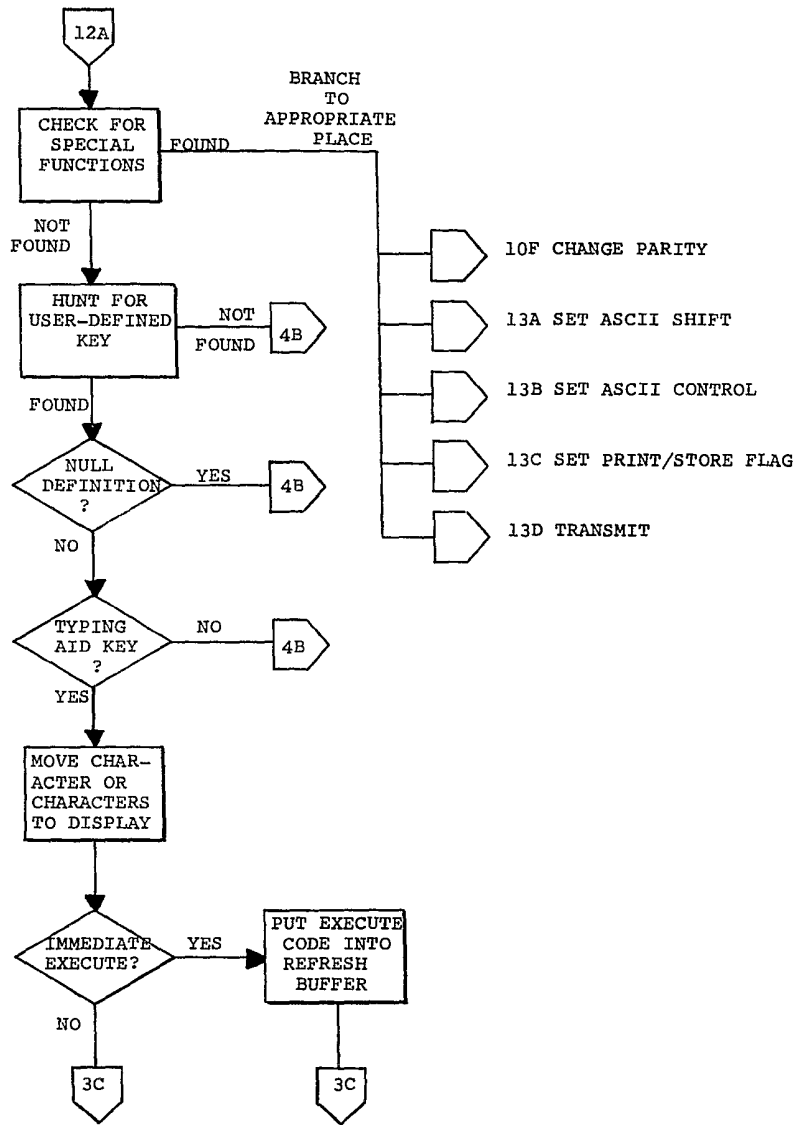 12A
CHECK FOR
SPECIAL
FUNCTIONS
FOUND
BRANCH
TO
APPROPRIATE
PLACE
NOT
FOUND
10F CHANGE PARITY
13A SET ASCII SHIFT
13B SET ASCII CONTROL
13C SET PRINT/STORE FLAG
13D TRANSMIT
HUNT FOR
USER-DEFINED
KEY
NOT
FOUND
4B
FOUND
NULL
DEFINITION
?
YES
4B
NO
TYPING
AID KEY
?
NO
4B
YES
MOVE CHAR-
ACTER OR
CHARACTERS
TO DISPLAY
IMMEDIATE
EXECUTE?
YES
PUT EXECUTE
CODE INTO
REFRESH
BUFFER
NO
3C
3C